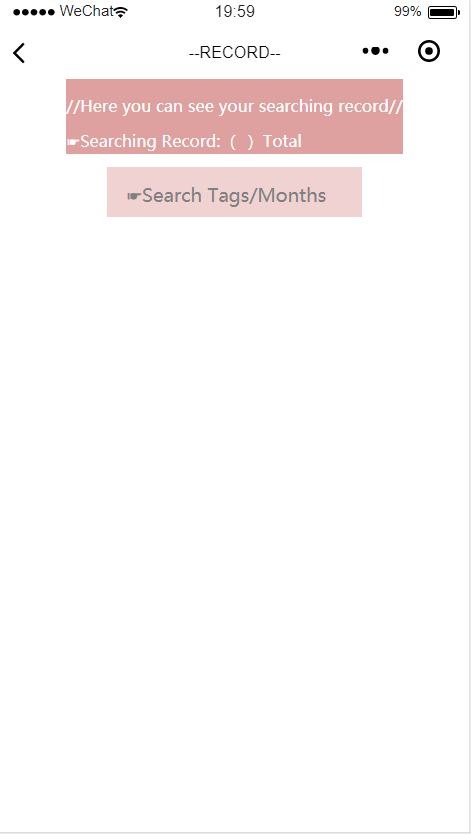 WeChat 19:59 99%
--RECORD--
//Here you can see your searching record//
☛Searching Record:（ ）Total
☛Search Tags/Months